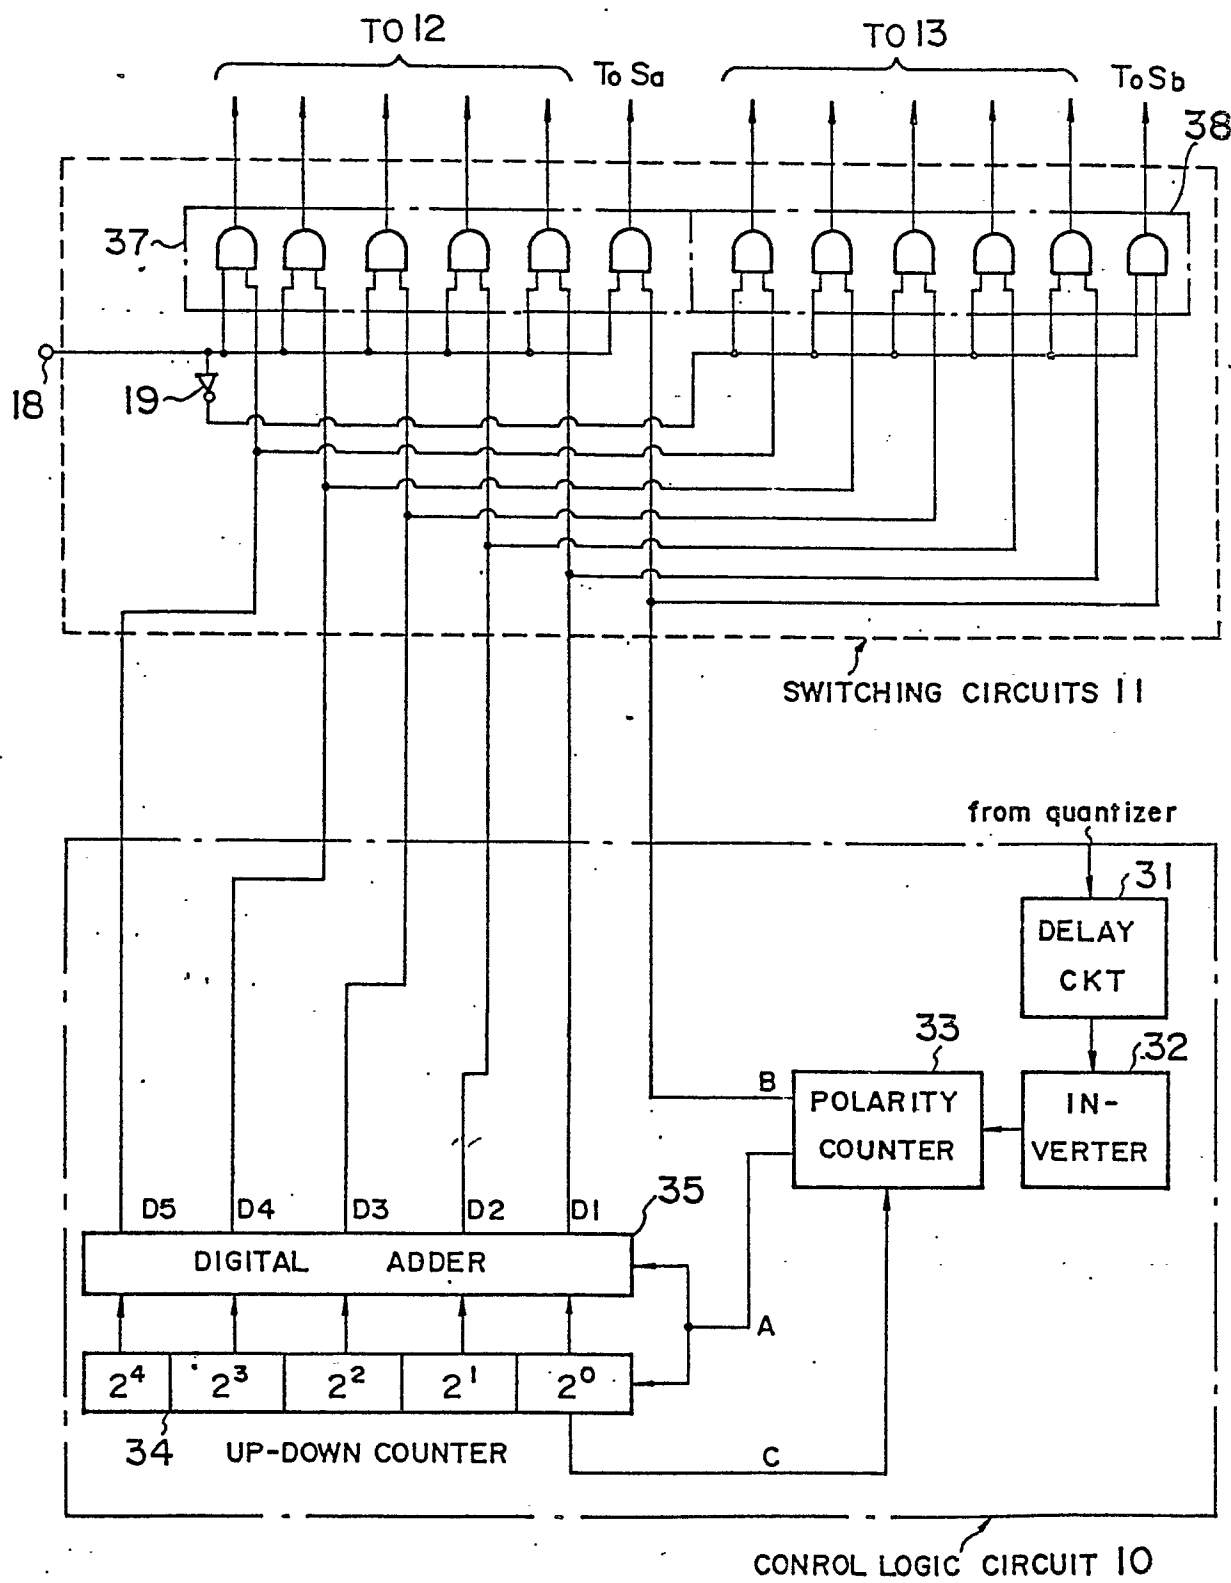 TO 12
TO 13
To Sa
To Sb
38
37
18
19
SWITCHING CIRCUITS 11
from quantizer
31
DELAY
CKT
33
32
B
POLARITY
COUNTER
IN-
VERTER
35
D5 D4 D3 D2 D1
DIGITAL ADDER
A
2⁴ 2³ 2² 2¹ 2⁰
34
UP-DOWN COUNTER
C
CONROL LOGIC CIRCUIT 10